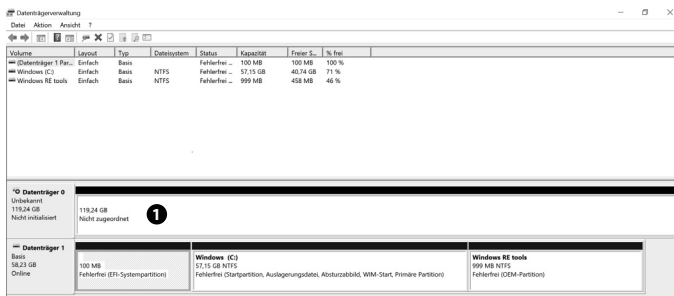 Datenträgerverwaltung
Datei Aktion Ansicht ?
Volume Layout Typ Dateisystem Status Kapazität Freier S... % frei
(Datenträger 1 Par... Einfach Basis Fehlerfrei ... 100 MB 100 MB 100 %
Windows (C:) Einfach Basis NTFS Fehlerfrei ... 57,15 GB 40,74 GB 71 %
Windows RE tools Einfach Basis NTFS Fehlerfrei ... 999 MB 458 MB 46 %
Datenträger 0
Unbekannt
119,24 GB
Nicht initialisiert
119,24 GB
Nicht zugeordnet
1
Datenträger 1
Basis
58,23 GB
Online
100 MB
Fehlerfrei (EFI-Systempartition)
Windows (C:)
57,15 GB NTFS
Fehlerfrei (Startpartition, Auslagerungsdatei, Absturzabbild, WIM-Start, Primäre Partition)
Windows RE tools
999 MB NTFS
Fehlerfrei (OEM-Partition)